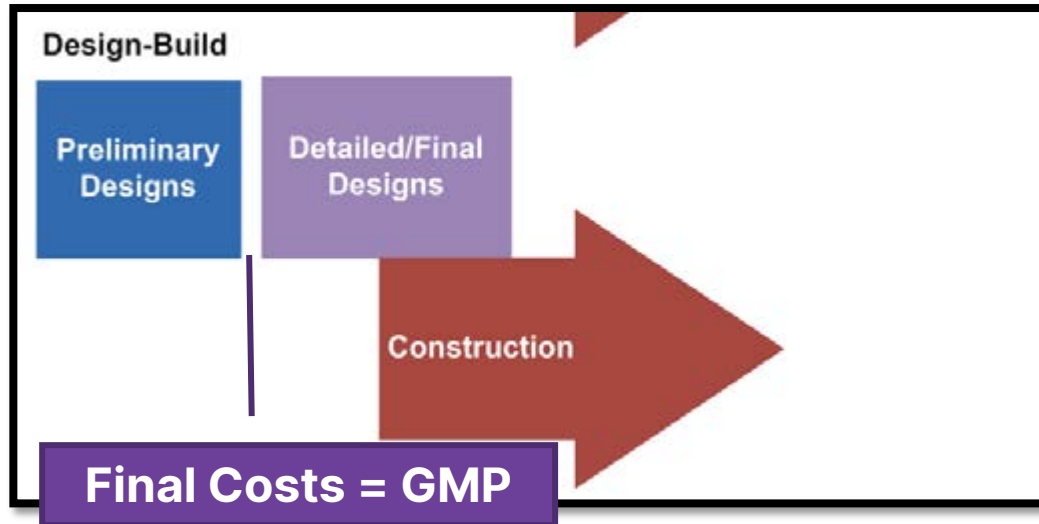 Design-Build
Preliminary
Designs
Detailed/Final
Designs
Construction
Final Costs = GMP